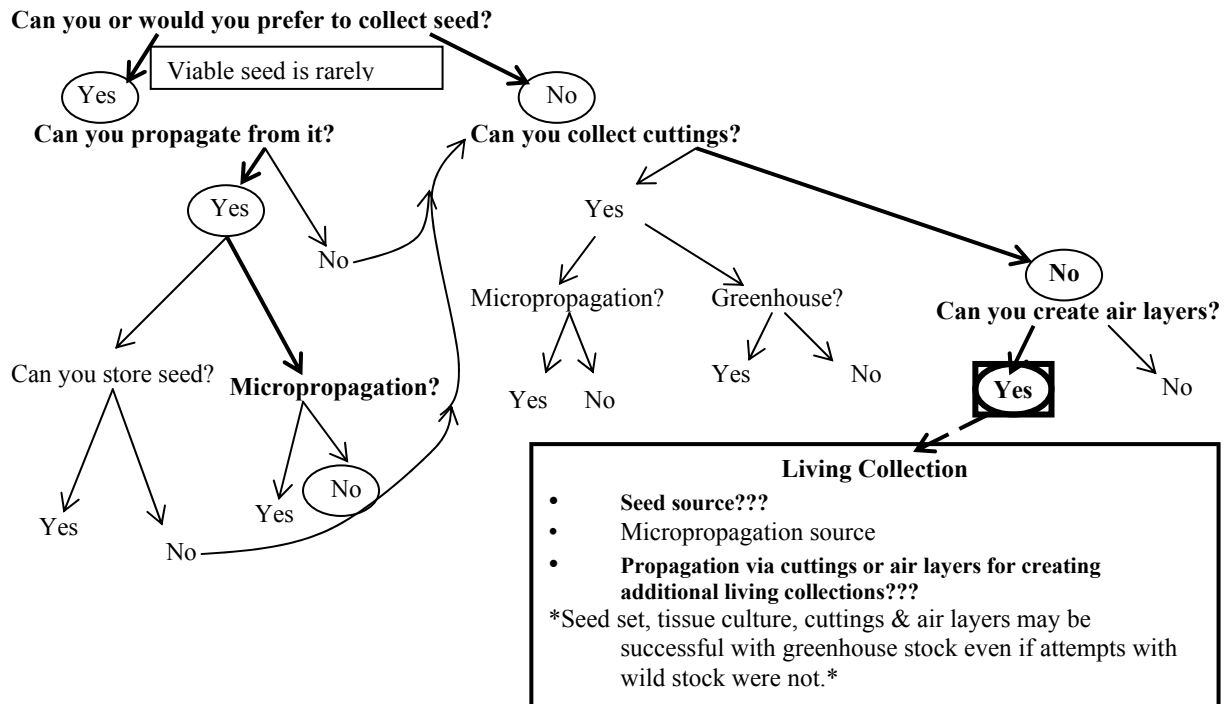 Can you or would you prefer to collect seed?
Viable seed is rarely
Yes
No
Can you propagate from it?
Can you collect cuttings?
Yes
No
Yes
No
Micropropagation?
Greenhouse?
Can you create air layers?
Can you store seed?
Micropropagation?
Yes
No
Yes
No
Yes
No
Yes
No
Yes
No
Living Collection
• Seed source???
• Micropropagation source
• Propagation via cuttings or air layers for creating
additional living collections???
*Seed set, tissue culture, cuttings & air layers may be
successful with greenhouse stock even if attempts with
wild stock were not.*